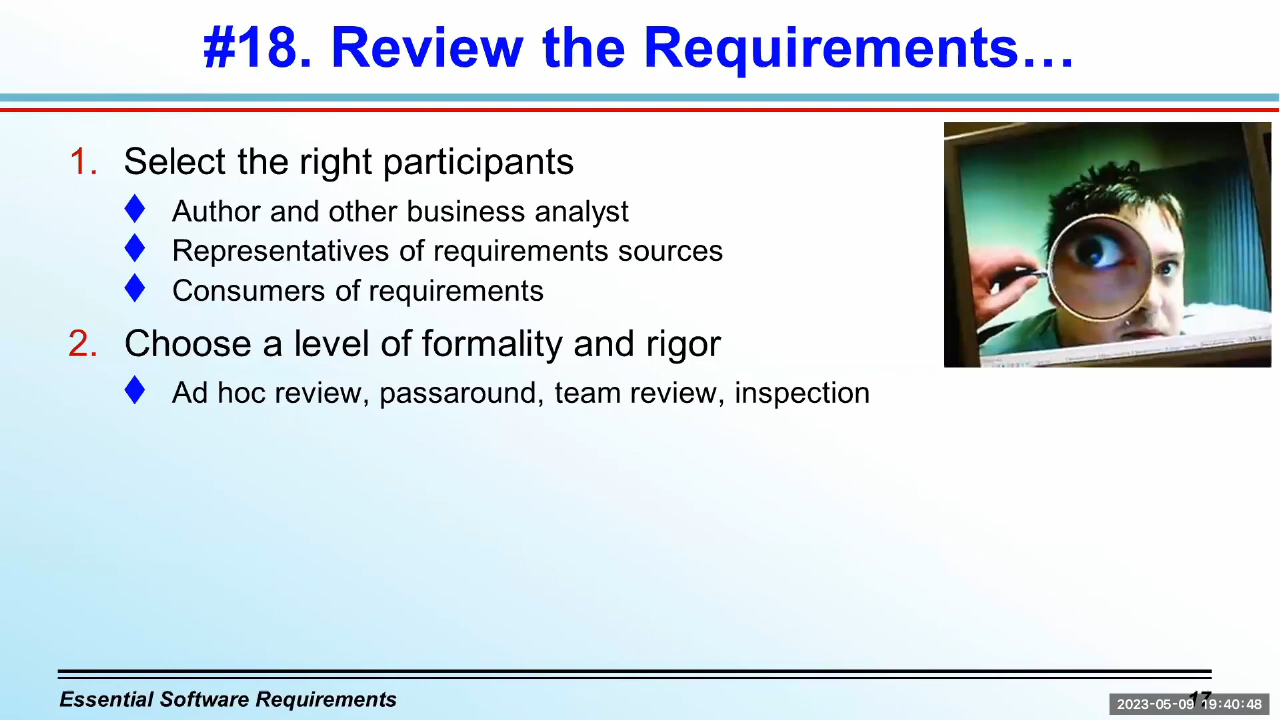 #18. Review the Requirements…
1. Select the right participants
Author and other business analyst
Representatives of requirements sources
Consumers of requirements
2. Choose a level of formality and rigor
Ad hoc review, passaround, team review, inspection
Essential Software Requirements
17
2023-05-09 19:40:48